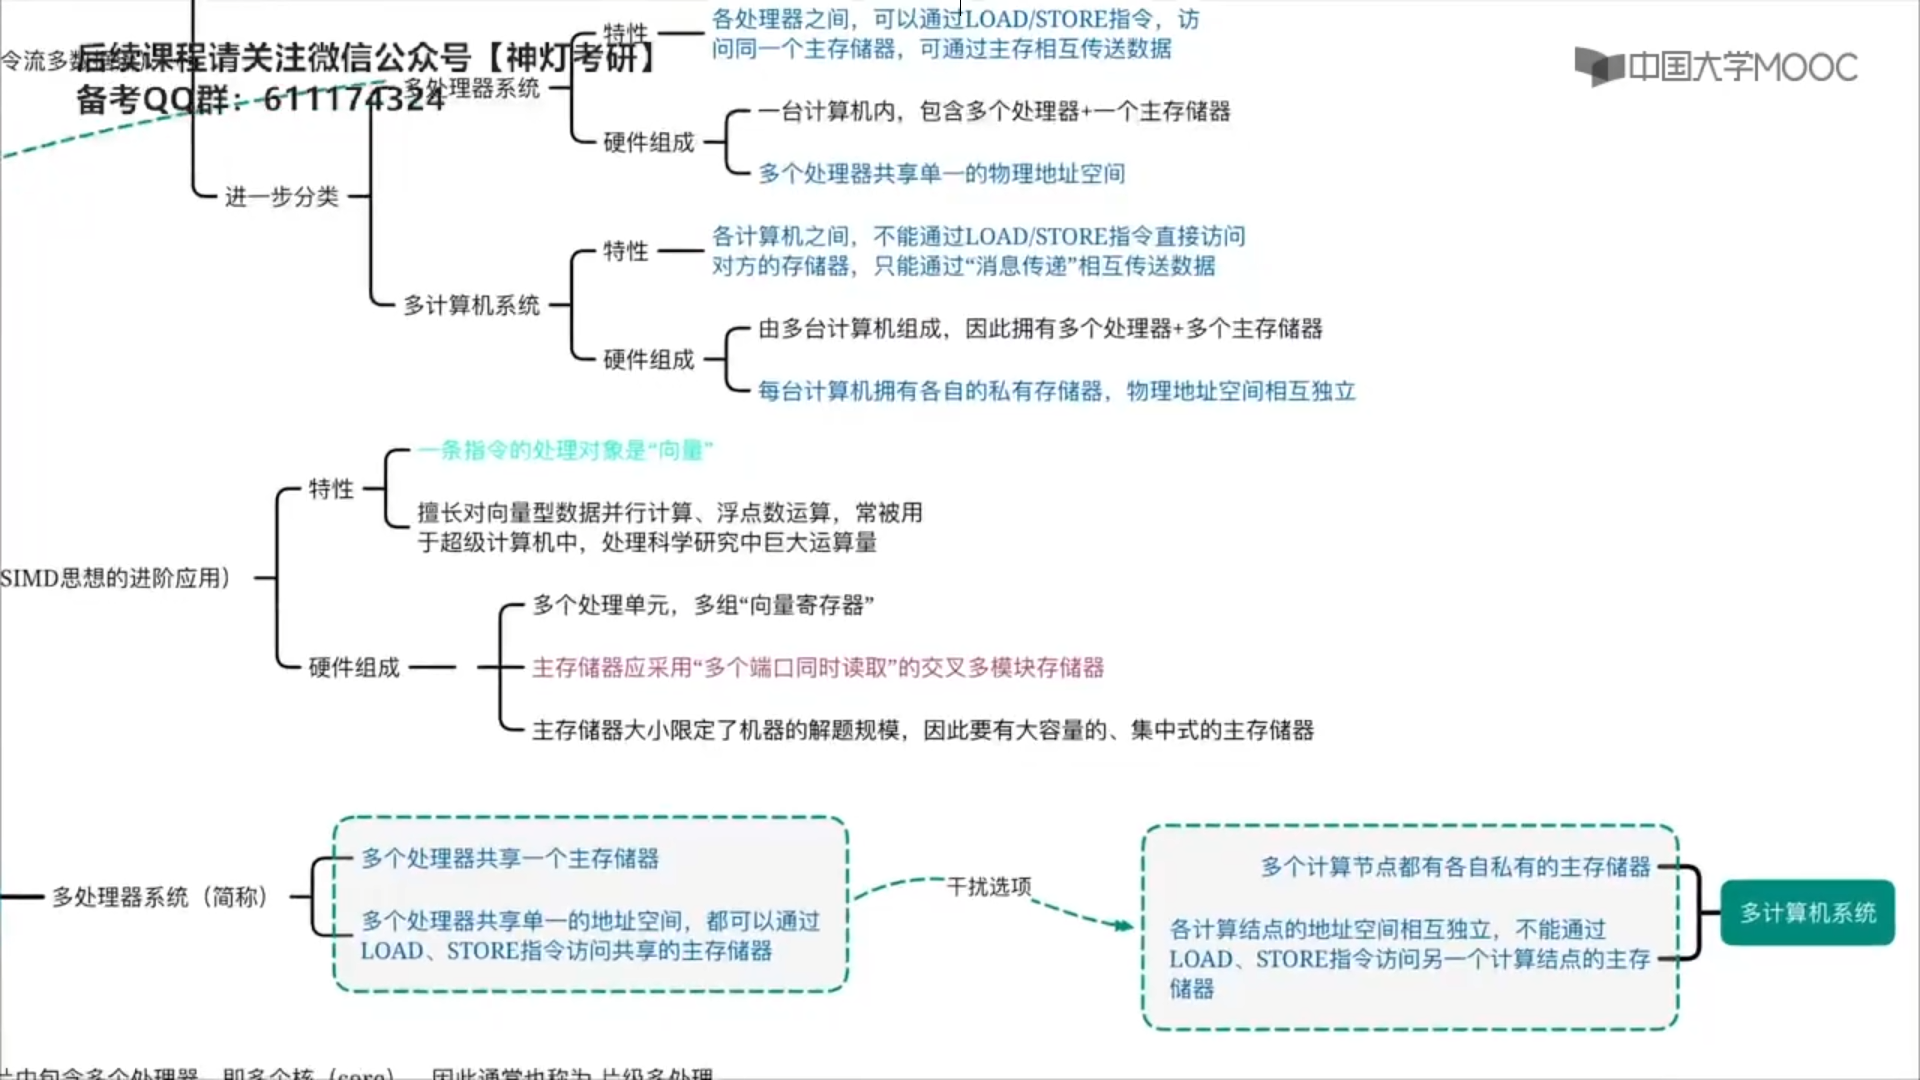 各处理器之间，可以通过LOAD/STORE指令，访
问同一个主存储器，可通过主存相互传送数据
特性
后续课程请关注微信公众号【神灯考研】
令流多
中国大学MOOC
多处理器系统
备考QQ群：611174324
一台计算机内，包含多个处理器+一个主存储器
硬件组成
多个处理器共享单一的物理地址空间
进一步分类
各计算机之间，不能通过LOAD/STORE指令直接访问
对方的存储器，只能通过“消息传递”相互传送数据
特性
多计算机系统
由多台计算机组成，因此拥有多个处理器+多个主存储器
硬件组成
每台计算机拥有各自的私有存储器，物理地址空间相互独立
一条指令的处理对象是“向量”
特性
擅长对向量型数据并行计算、浮点数运算，常被用
于超级计算机中，处理科学研究中巨大运算量
SIMD思想的进阶应用）
多个处理单元，多组“向量寄存器”
硬件组成
主存储器应采用“多个端口同时读取”的交叉多模块存储器
主存储器大小限定了机器的解题规模，因此要有大容量的、集中式的主存储器
多处理器系统（简称）
多个处理器共享一个主存储器
多个处理器共享单一的地址空间，都可以通过
LOAD、STORE指令访问共享的主存储器
干扰选项
多个计算节点都有各自私有的主存储器
各计算结点的地址空间相互独立，不能通过
LOAD、STORE指令访问另一个计算结点的主存
储器
多计算机系统
中包含多个处理器，即多个核（core），因此通常也称为 片级多处理